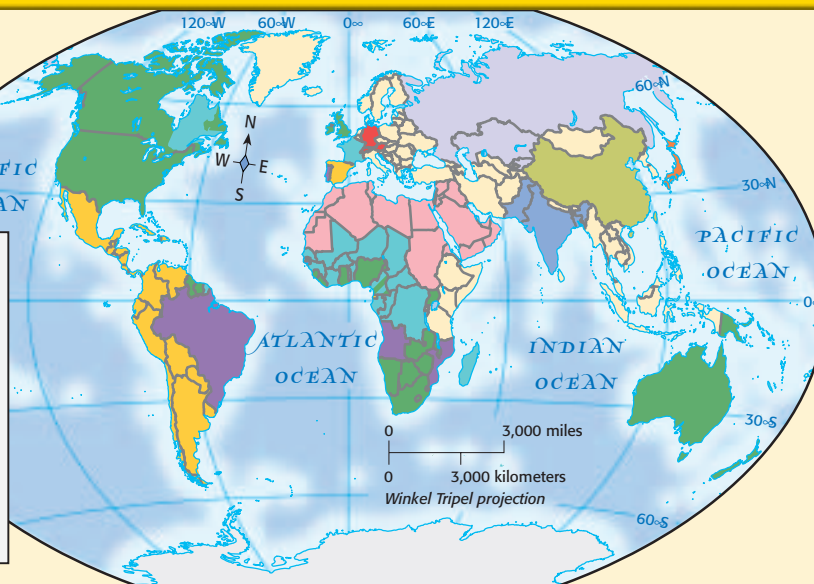 120∞W 60∞W 0∞ 60∞E 120∞E
60∞N
N
W E
S
FIC
AN
30∞N
PACIFIC
OCEAN
0
ATLANTIC
OCEAN
INDIAN
OCEAN
30∞S
0 3,000 miles
0 3,000 kilometers
Winkel Tripel projection
60∞S